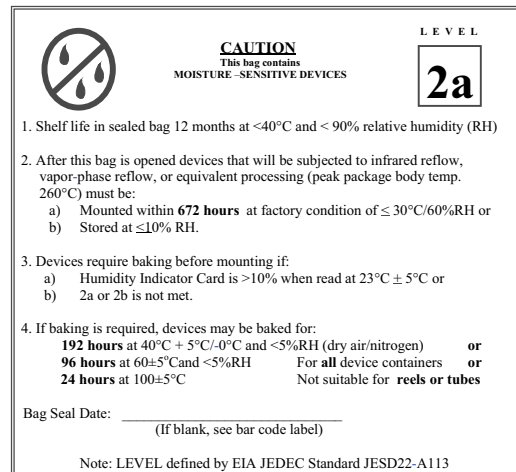 LEVEL
CAUTION
This bag contains
MOISTURE –SENSITIVE DEVICES
2a
1. Shelf life in sealed bag 12 months at <40°C and < 90% relative humidity (RH)
2. After this bag is opened devices that will be subjected to infrared reflow,
vapor-phase reflow, or equivalent processing (peak package body temp.
260°C) must be:
a) Mounted within 672 hours at factory condition of ≤ 30°C/60%RH or
b) Stored at ≤10% RH.
3. Devices require baking before mounting if:
a) Humidity Indicator Card is >10% when read at 23°C ± 5°C or
b) 2a or 2b is not met.
4. If baking is required, devices may be baked for:
192 hours at 40°C + 5°C/-0°C and <5%RH (dry air/nitrogen) or
96 hours at 60±5°Cand <5%RH For all device containers or
24 hours at 100±5°C Not suitable for reels or tubes
Bag Seal Date: ______________________________
(If blank, see bar code label)
Note: LEVEL defined by EIA JEDEC Standard JESD22-A113